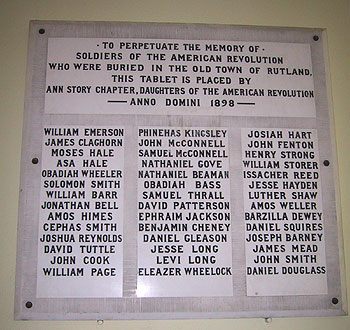 · TO PERPETUATE THE MEMORY OF ·
SOLDIERS OF THE AMERICAN REVOLUTION
WHO WERE BURIED IN THE OLD TOWN OF RUTLAND,
THIS TABLET IS PLACED BY
ANN STORY CHAPTER, DAUGHTERS OF THE AMERICAN REVOLUTION
— ANNO DOMINI 1898 —
WILLIAM EMERSON
JAMES CLAGHORN
MOSES HALE
ASA HALE
OBADIAH WHEELER
SOLOMON SMITH
WILLIAM BARR
JONATHAN BELL
AMOS HIMES
CEPHAS SMITH
JOSHUA REYNOLDS
DAVID TUTTLE
JOHN COOK
WILLIAM PAGE
PHINEHAS KINGSLEY
JOHN McCONNELL
SAMUEL McCONNELL
NATHANIEL GOVE
NATHANIEL BEAMAN
OBADIAH BASS
SAMUEL THRALL
DAVID PATTERSON
EPHRAIM JACKSON
BENJAMIN CHENEY
DANIEL GLEASON
JESSE LONG
LEVI LONG
ELEAZER WHEELOCK
JOSIAH HART
JOHN FENTON
HENRY STRONG
WILLIAM STORER
ISSACHER REED
JESSE HAYDEN
LUTHER SHAW
AMOS WELLER
BARZILLA DEWEY
DANIEL SQUIRES
JOSEPH BARNEY
JAMES MEAD
JOHN SMITH
DANIEL DOUGLASS